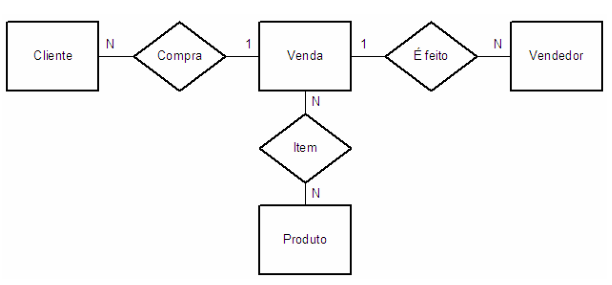 Cliente N Compra 1 Venda 1 É feito N Vendedor
N
Item
N
Produto